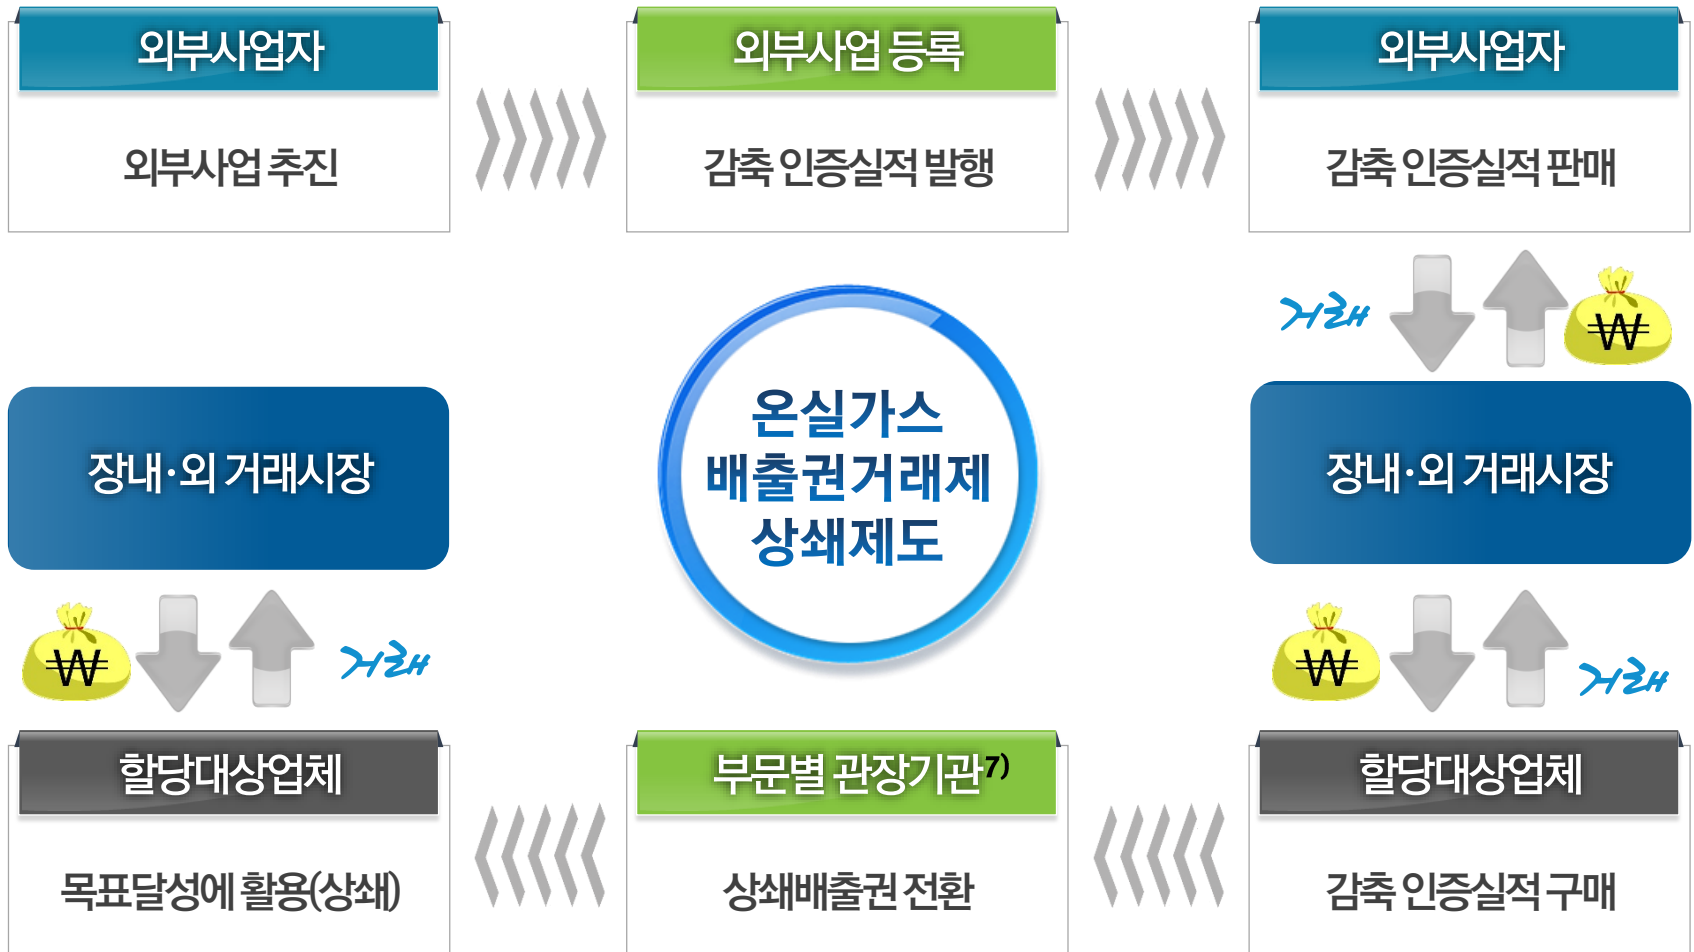 외부사업자
외부사업 추진
외부사업 등록
감축 인증실적 발행
외부사업자
감축 인증실적 판매
거래
₩
장내·외 거래시장
온실가스
배출권거래제
상쇄제도
장내·외 거래시장
₩
거래
₩
거래
할당대상업체
목표달성에 활용(상쇄)
부문별 관장기관7)
상쇄배출권 전환
할당대상업체
감축 인증실적 구매